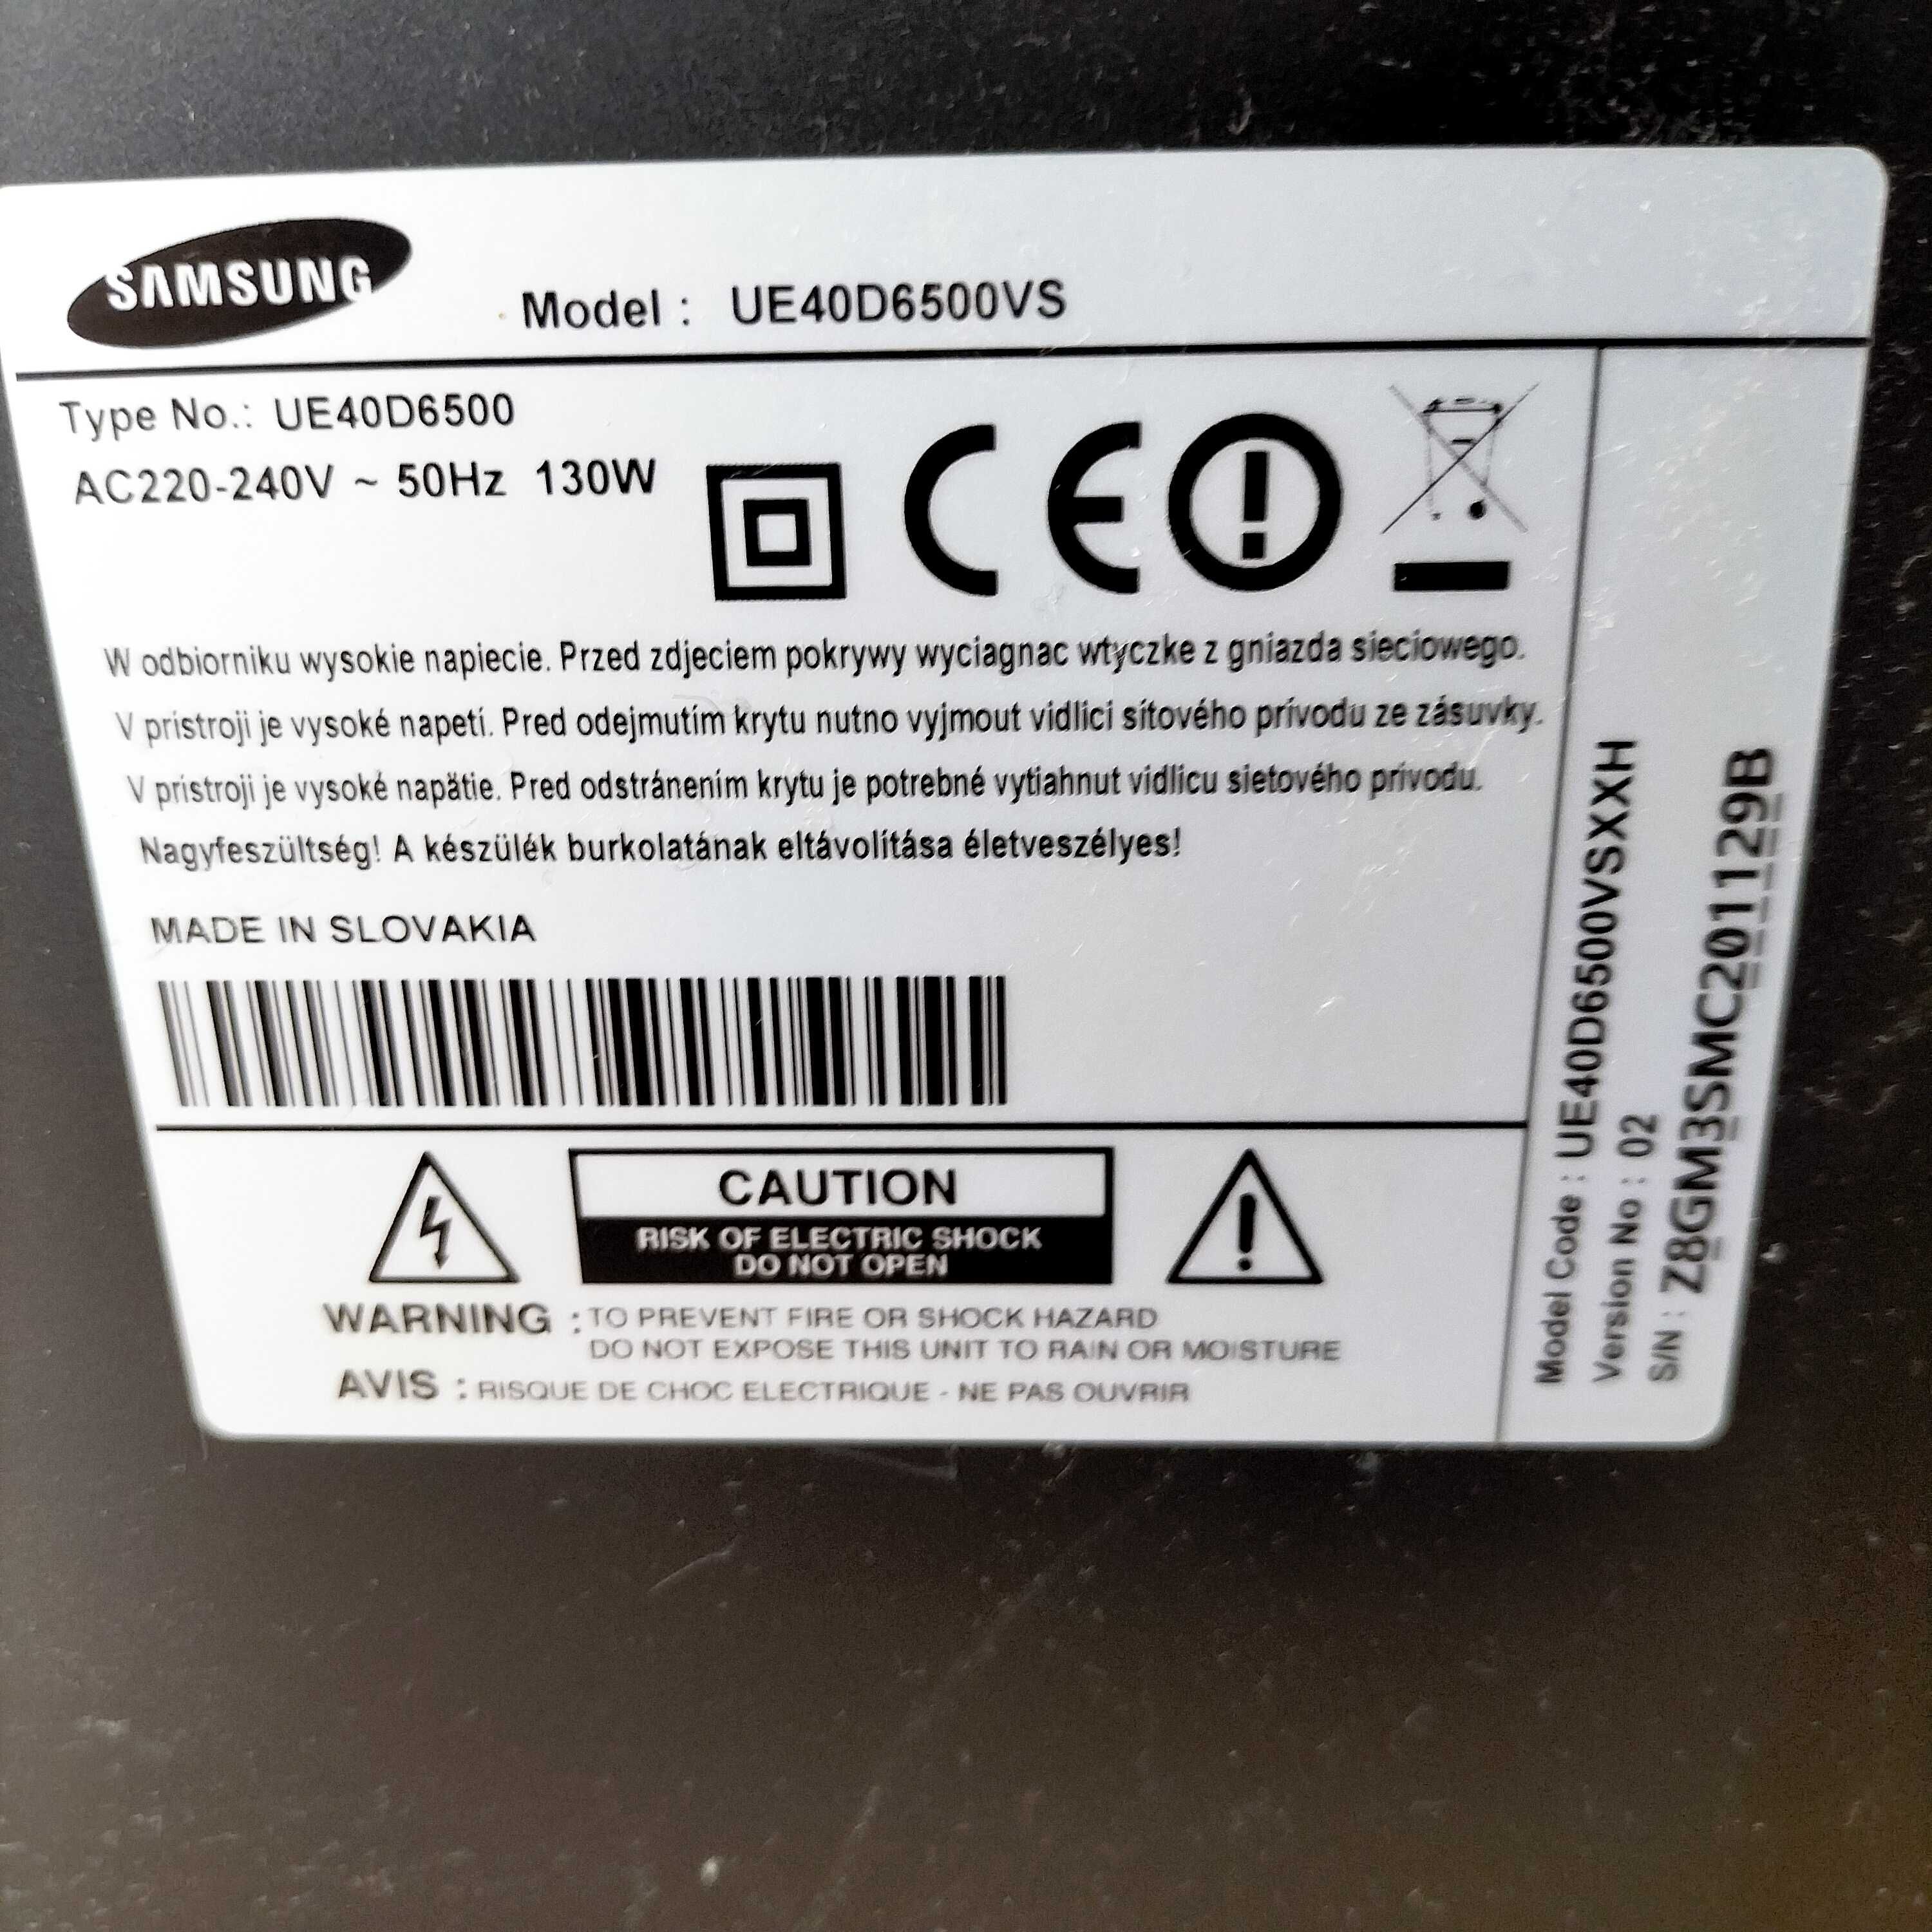 SAMSUNG
Model : UE40D6500VS
Type No.: UE40D6500
AC220-240V ~ 50Hz 130W
CE
W odbiorniku wysokie napiecie. Przed zdjeciem pokrywy wyciagnac wtyczke z gniazda sieciowego.
V prístroji je vysoké napetí. Pred odejmutím krytu nutno vyjmout vidlici sítového prívodu ze zásuvky.
V prístroji je vysoké napätie. Pred odstránením krytu je potrebné vytiahnut vidlicu sietového prívodu.
Nagyfeszültség! A készülék burkolatának eltávolítása életveszélyes!
MADE IN SLOVAKIA
CAUTION
RISK OF ELECTRIC SHOCK
DO NOT OPEN
WARNING : TO PREVENT FIRE OR SHOCK HAZARD
DO NOT EXPOSE THIS UNIT TO RAIN OR MOISTURE
AVIS : RISQUE DE CHOC ELECTRIQUE - NE PAS OUVRIR
Model Code : UE40D6500VSXXH
Version No : 02
S/N : Z8GM3SMC201129B